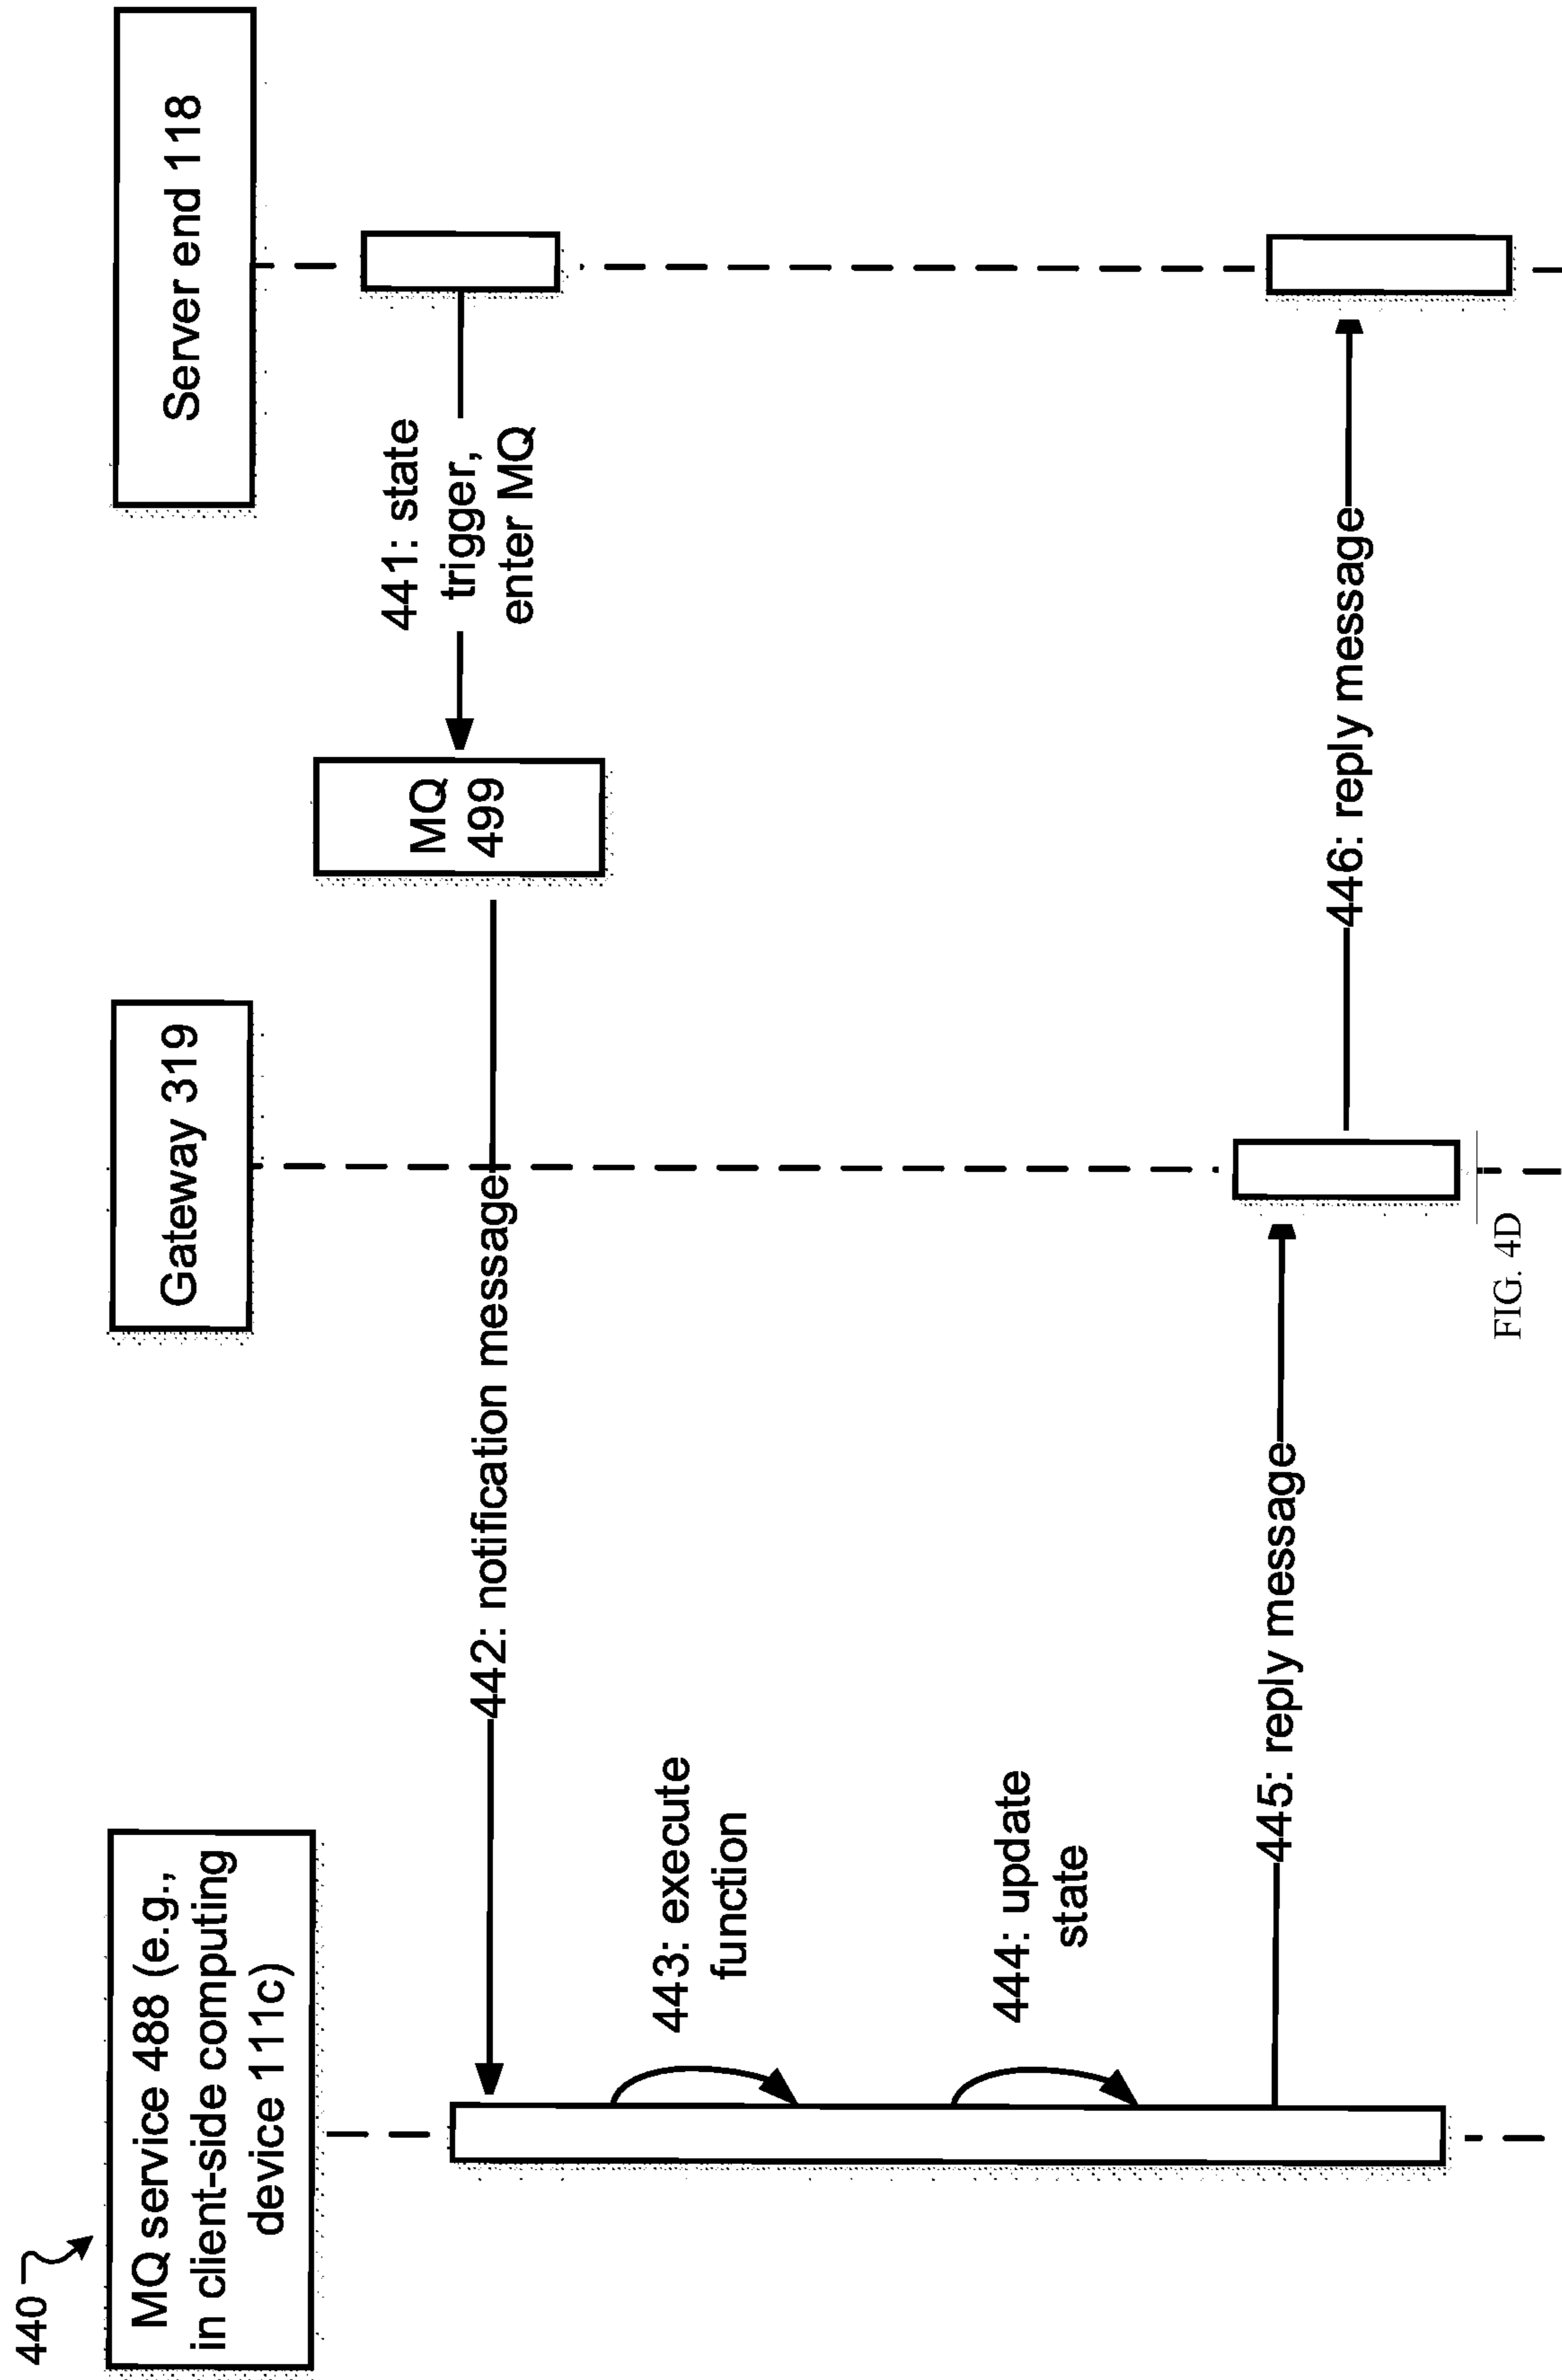 440
MQ service 488 (e.g.,
in client-side computing
device 111c)
Gateway 319
Server end 118
441: state
trigger,
enter MQ
MQ
499
442: notification message
443: execute
function
444: update
state
445: reply message
446: reply message
FIG. 4D